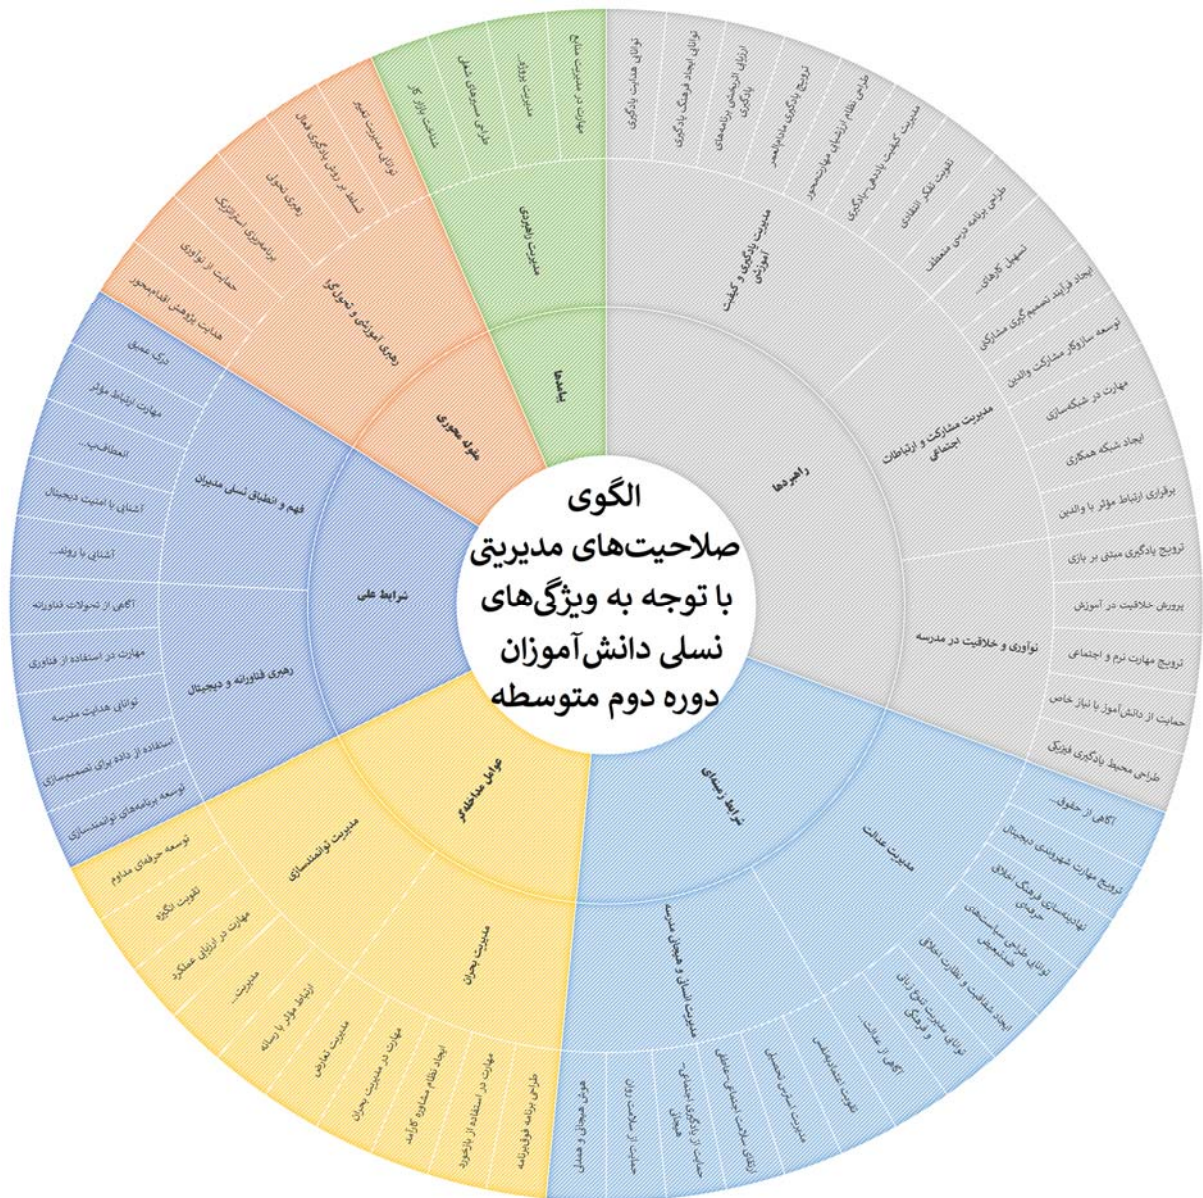 الگوی
صلاحیت‌های مدیریتی
با توجه به ویژگی‌های
نسلی دانش‌آموزان
دوره دوم متوسطه
راهبردها
مدیریت یادگیری و کیفیت
آموزشی
توانایی هدایت یادگیری
توانایی ایجاد فرهنگ یادگیری
ارزیابی اثربخشی برنامه‌های
یادگیری
ترویج یادگیری مادام‌العمر
طراحی نظام ارزشیابی مهارت‌محور
مدیریت کیفیت یاددهی-یادگیری
تقویت تفکر انتقادی
طراحی برنامه درسی منعطف
مدیریت مشارکت و ارتباطات
اجتماعی
تسهیل کارهای...
ایجاد فرآیند تصمیم گیری مشارکتی
توسعه سازوکار مشارکت والدین
مهارت در شبکه‌سازی
ایجاد شبکه همکاری
برقراری ارتباط مؤثر با والدین
نوآوری و خلاقیت در مدرسه
ترویج یادگیری مبتنی بر بازی
پرورش خلاقیت در آموزش
ترویج مهارت نرم و اجتماعی
حمایت از دانش‌آموز با نیاز خاص
طراحی محیط یادگیری فیزیکی
شرایط زمینه‌ای
مدیریت عدالت
آگاهی از حقوق...
ترویج مهارت شهروندی دیجیتال
نهادینه‌سازی فرهنگ اخلاق
حرفه‌ای
توانایی طراحی سیاست‌های
ضدتبعیض
ایجاد شفافیت و نظارت اخلاقی
توانایی مدیریت تنوع زبانی
و فرهنگی
آگاهی از عدالت...
مدیریت انسانی و هیجانی مدرسه
تقویت اعتمادبه‌نفس
مدیریت استرس تحصیلی
ارتقای سلامت اجتماعی-عاطفی
حمایت از یادگیری اجتماعی-
هیجانی
حمایت از سلامت روان
هوش هیجانی و همدلی
عوامل مداخله‌گر
مدیریت بحران
طراحی برنامه فوق‌برنامه
مهارت در استفاده از بازخورد
ایجاد نظام مشاوره کارآمد
مهارت در مدیریت بحران
مدیریت تعارض
ارتباط مؤثر با رسانه
مدیریت توانمندسازی
مدیریت...
مهارت در ارزیابی عملکرد
تقویت انگیزه
توسعه حرفه‌ای مداوم
شرایط علی
رهبری فناورانه و دیجیتال
توسعه برنامه‌های توانمندسازی
استفاده از داده برای تصمیم‌سازی
توانایی هدایت مدرسه
مهارت در استفاده از فناوری
آگاهی از تحولات فناورانه
فهم و انطباق نسلی مدیران
آشنایی با روند...
آشنایی با امنیت دیجیتال
انعطاف‌پ...
مهارت ارتباط مؤثر
درک عمیق
مقوله محوری
رهبری آموزشی و تحول‌گرا
هدایت پژوهش اقدام‌محور
حمایت از نوآوری
برنامه‌ریزی استراتژیک
رهبری تحول
تسلط بر روش یادگیری فعال
توانایی مدیریت تغییر
پیامدها
مدیریت راهبردی
شناخت بازار کار
طراحی مسیرهای شغلی
مدیریت پروژه...
مهارت در مدیریت منابع